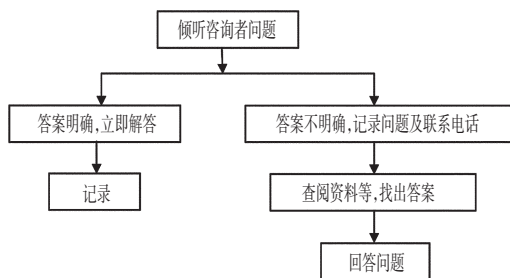 倾听咨询者问题
答案明确,立即解答
答案不明确,记录问题及联系电话
记录
查阅资料等,找出答案
回答问题